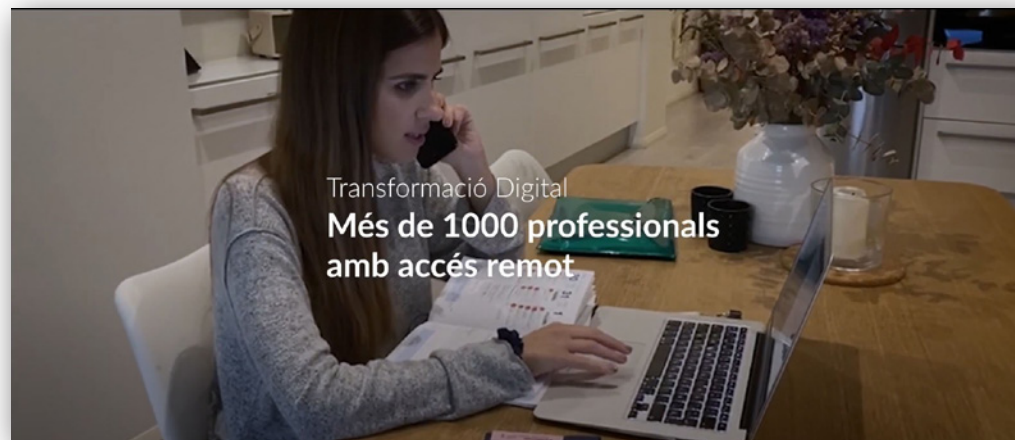 Transformació Digital
Més de 1000 professionals
amb accés remot